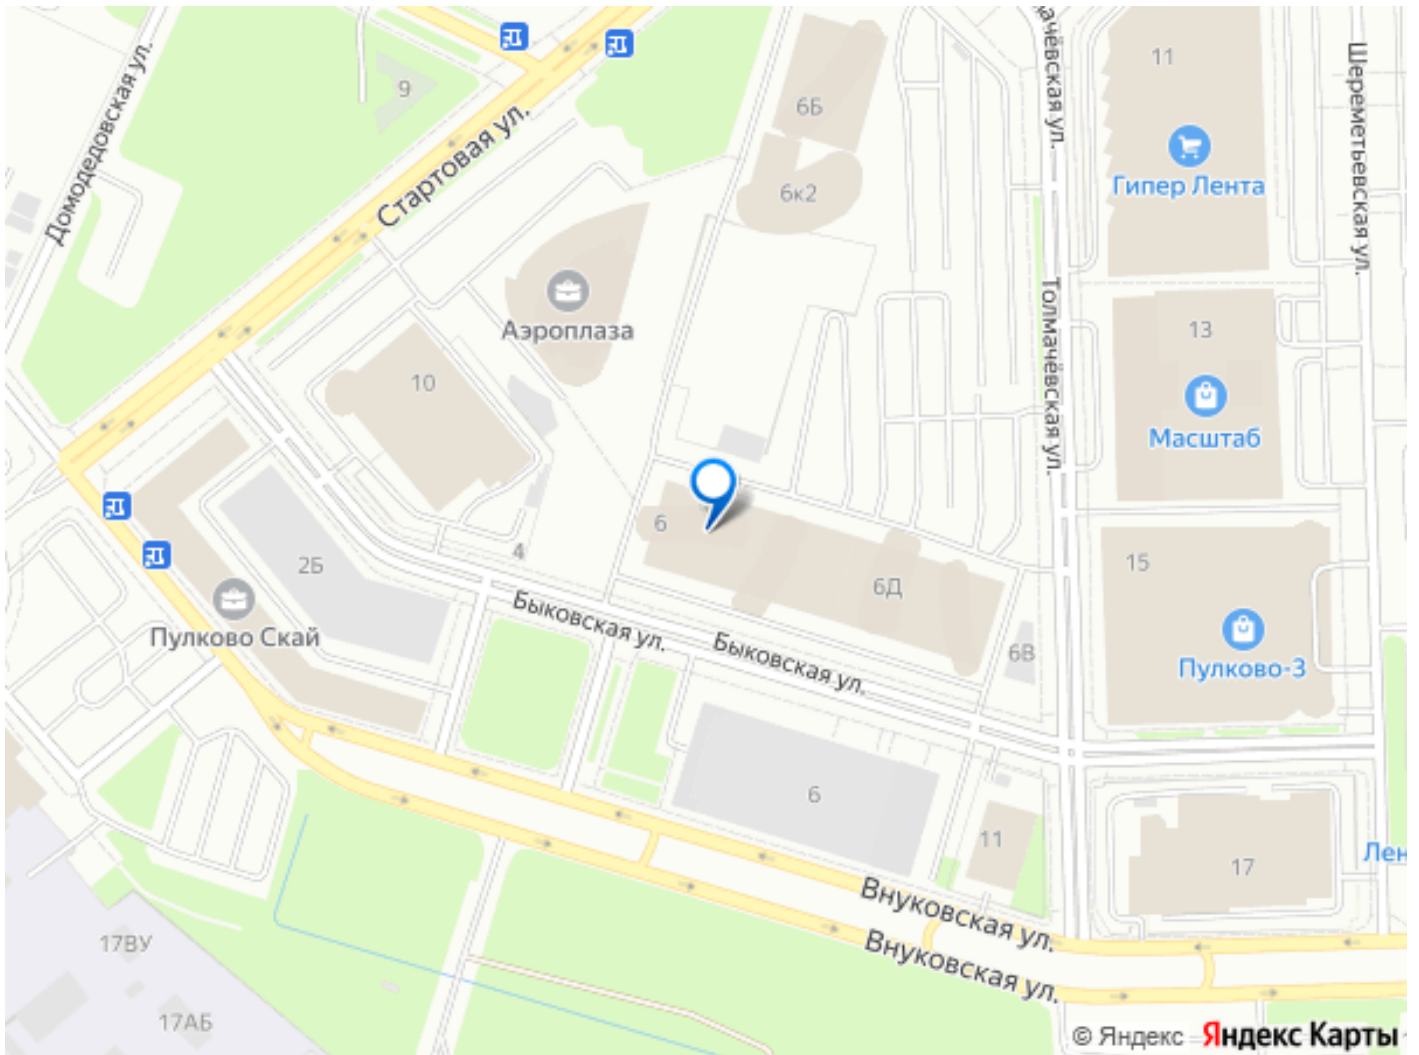 Домодедовская ул.
9
Стартовая ул.
6Б
6к2
11
Гипер Лента
Шереметьевская ул.
Аэроплаза
10
Толмачёвская ул.
13
Масштаб
6
6Д
15
Пулково-3
2Б
4
Пулково Скай
Быковская ул.
Быковская ул.
6В
6
11
17
Внуковская ул.
Внуковская ул.
17ВУ
17АБ
© Яндекс Яндекс Карты